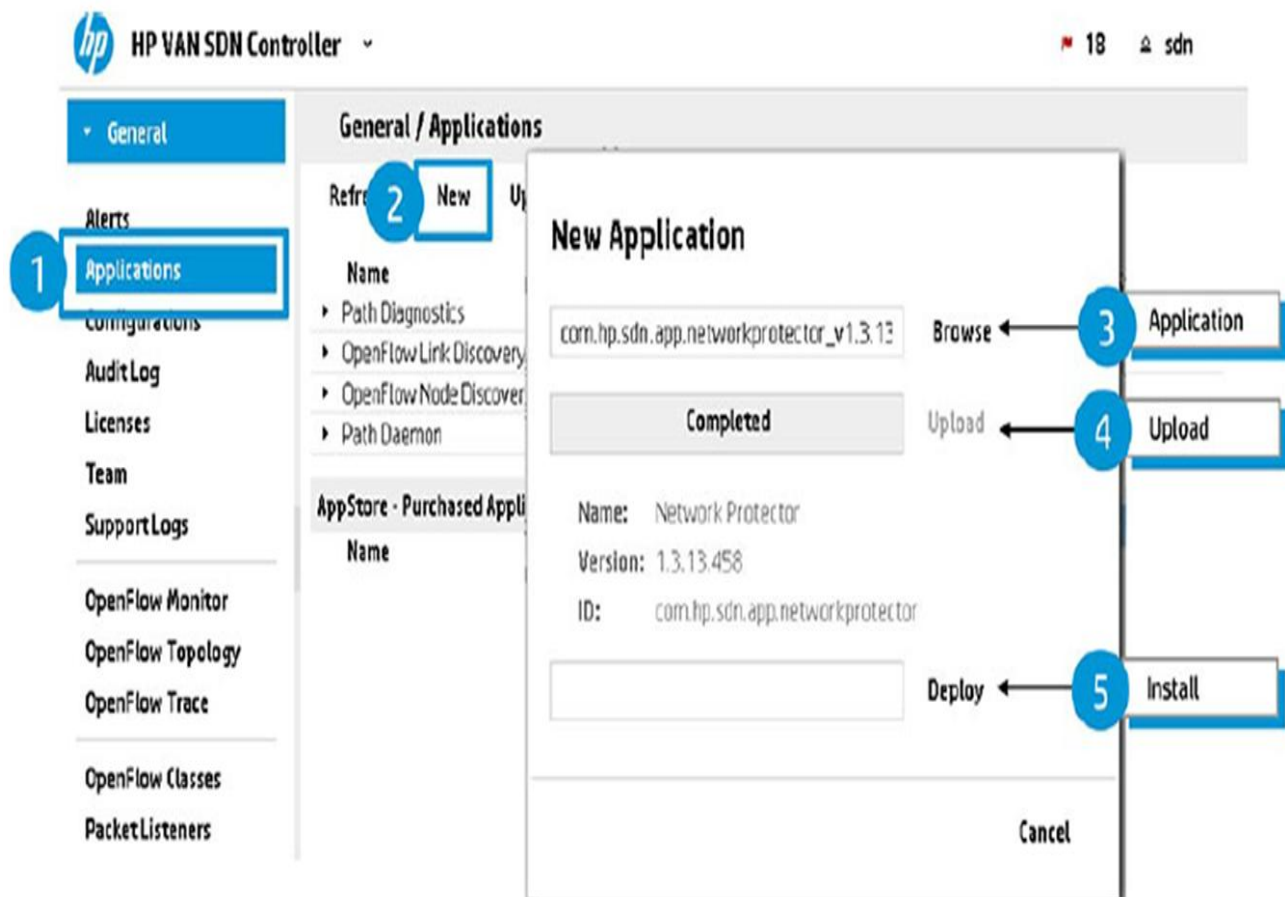 hp HP VAN SDN Controller 18 sdn
General
General / Applications
Refre 2 New Up
Alerts
1 Applications
Configurations
Audit Log
Licenses
Team
Support Logs
OpenFlow Monitor
OpenFlow Topology
OpenFlow Trace
OpenFlow Classes
Packet Listeners
Name
Path Diagnostics
OpenFlow Link Discovery
OpenFlow Node Discover
Path Daemon
AppStore - Purchased Appli
Name
New Application
com.hp.sdn.app.networkprotector_v1.3.13 Browse 3 Application
Completed Upload 4 Upload
Name: Network Protector
Version: 1.3.13.458
ID: com.hp.sdn.app.networkprotector
Deploy 5 Install
Cancel